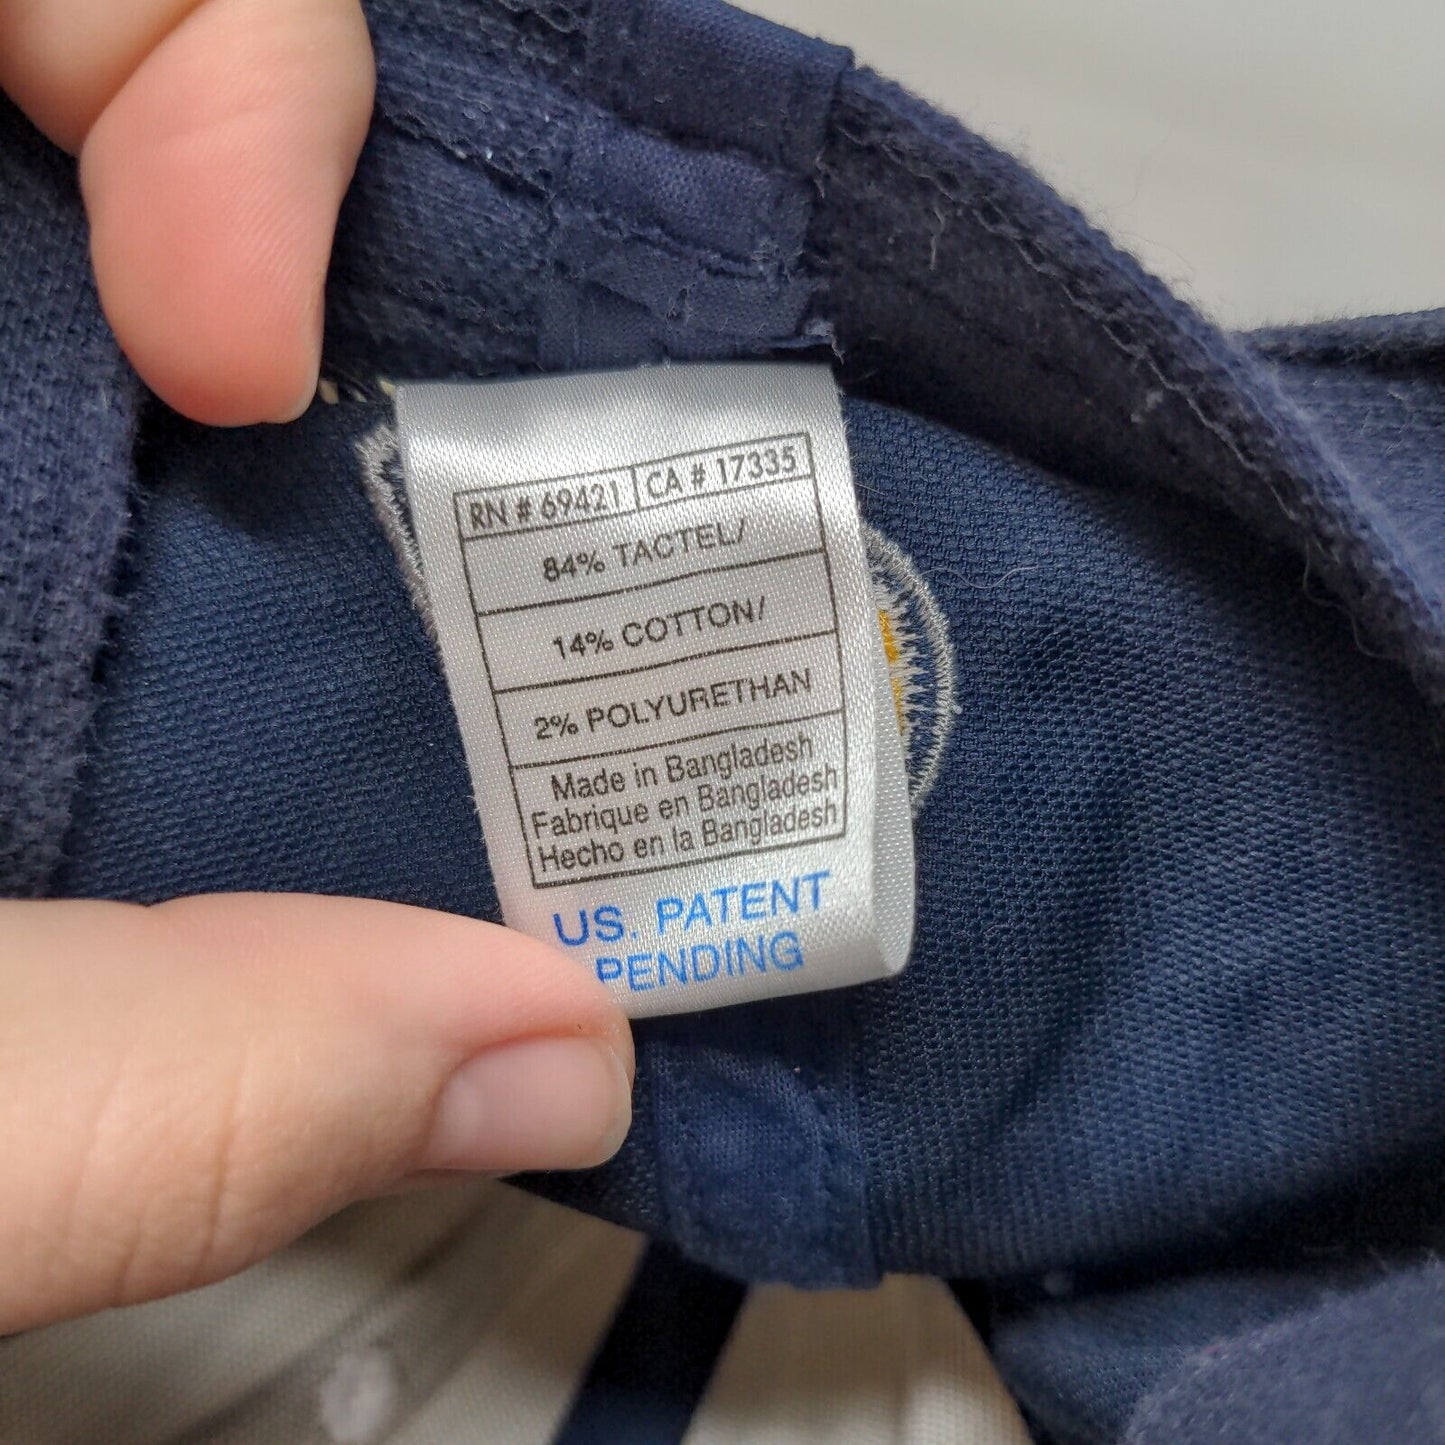 RN # 69421 CA # 17335
84% TACTEL/
14% COTTON/
2% POLYURETHAN
Made in Bangladesh
Fabrique en Bangladesh
Hecho en la Bangladesh
US. PATENT
PENDING